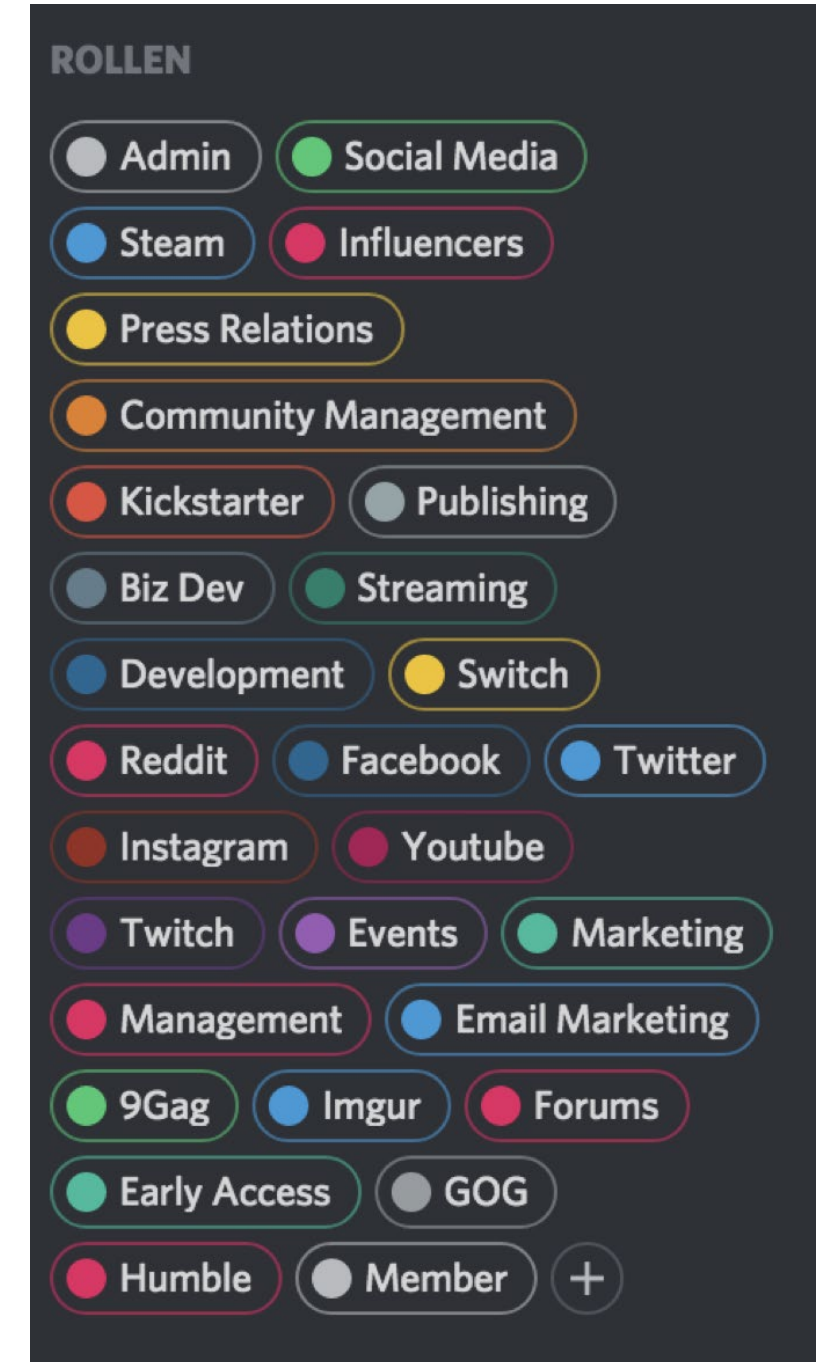 ROLLEN
Admin Social Media
Steam Influencers
Press Relations
Community Management
Kickstarter Publishing
Biz Dev Streaming
Development Switch
Reddit Facebook Twitter
Instagram Youtube
Twitch Events Marketing
Management Email Marketing
9Gag Imgur Forums
Early Access GOG
Humble Member +